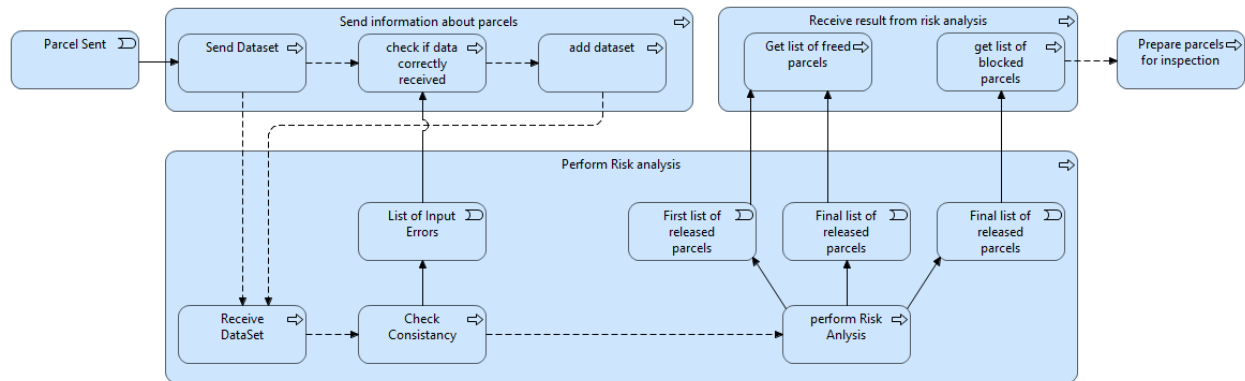 Send information about parcels
Receive result from risk analysis
Parcel Sent
Send Dataset
check if data
correctly
received
add dataset
Get list of freed
parcels
get list of
blocked
parcels
Prepare parcels
for inspection
Perform Risk analysis
List of Input
Errors
First list of
released
parcels
Final list of
released
parcels
Final list of
released
parcels
Receive
DataSet
Check
Consistancy
perform Risk
Anlysis